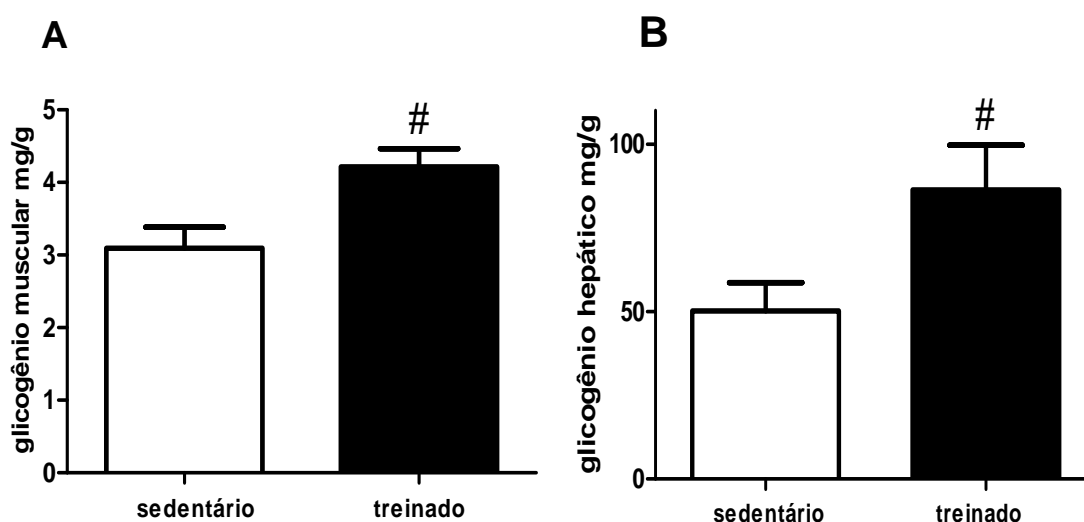 A
glicogênio muscular mg/g
5
4
3
2
1
0
#
sedentário
treinado
B
glicogênio hepático mg/g
100
50
0
#
sedentário
treinado